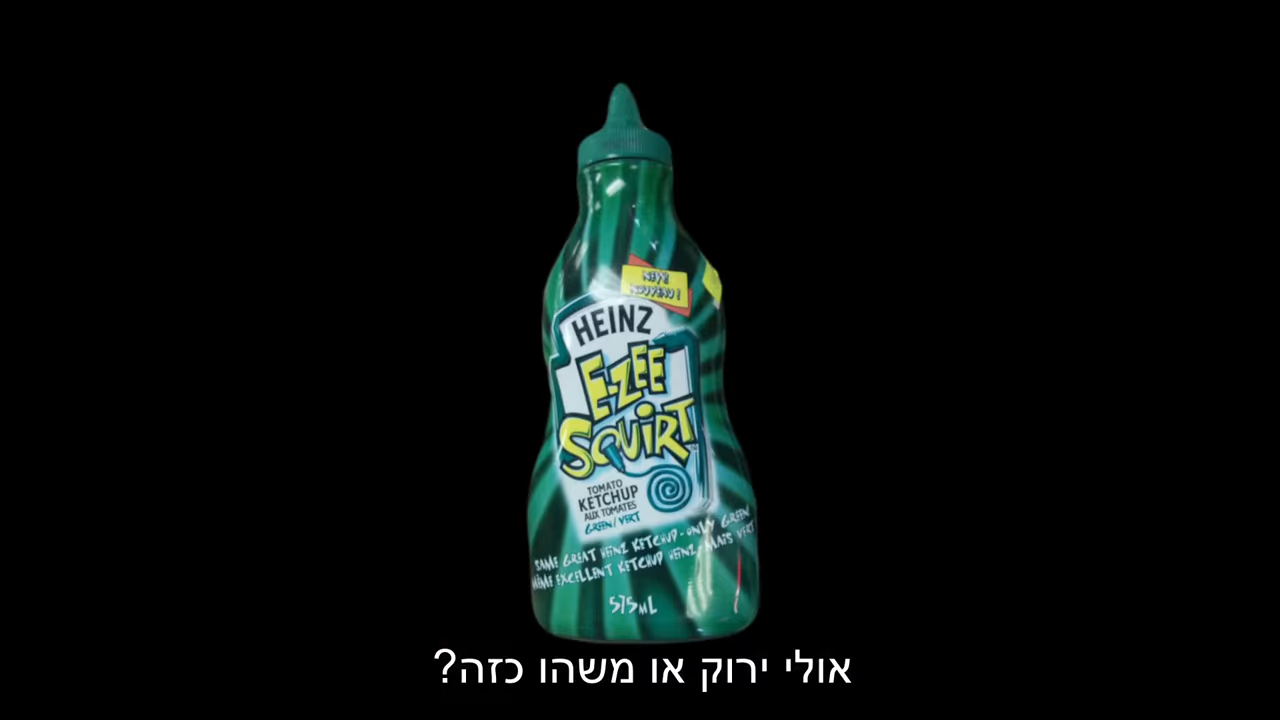 NEW!
NOUVEAU!
HEINZ
E-ZEE
SQUIRT
TOMATO
KETCHUP
AUX TOMATES
GREEN/VERT
SAME GREAT HEINZ KETCHUP-ONLY GREEN
MÊME EXCELLENT KETCHUP HEINZ-MAIS VERT
575mL
אולי ירוק או משהו כזה?